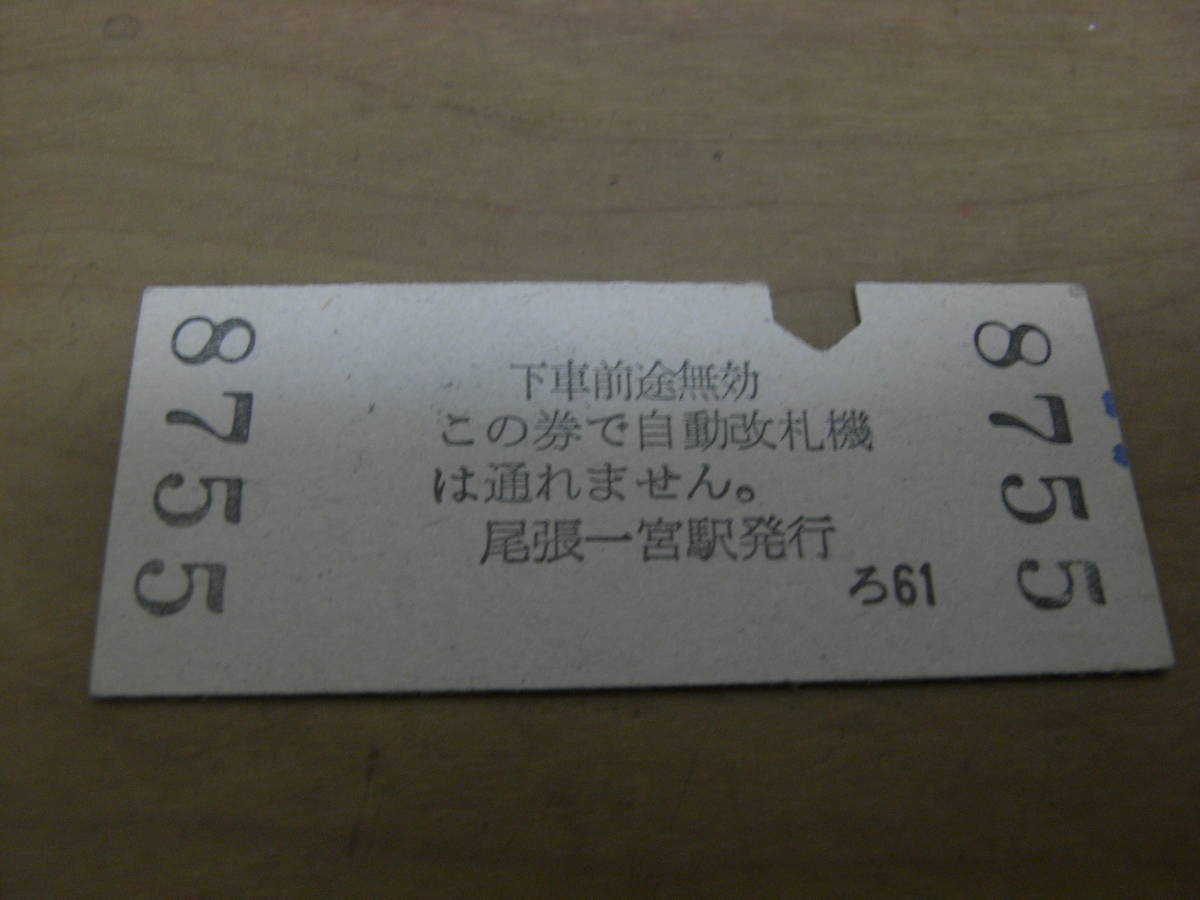 8755
下車前途無効
この券で自動改札機
は通れません。
尾張一宮駅発行
ろ61
8755